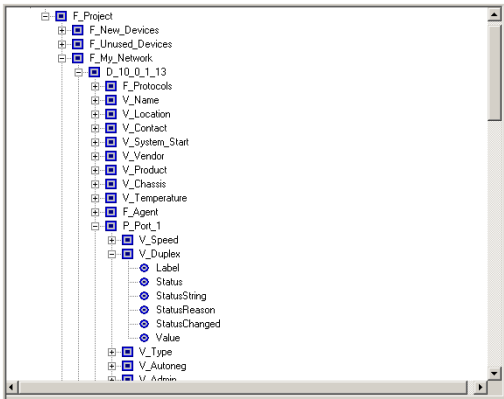 F_Project
F_New_Devices
F_Unused_Devices
F_My_Network
D_10_0_1_13
F_Protocols
V_Name
V_Location
V_Contact
V_System_Start
V_Vendor
V_Product
V_Chassis
V_Temperature
F_Agent
P_Port_1
V_Speed
V_Duplex
Label
Status
StatusString
StatusReason
StatusChanged
Value
V_Type
V_Autoneg
V_Admin